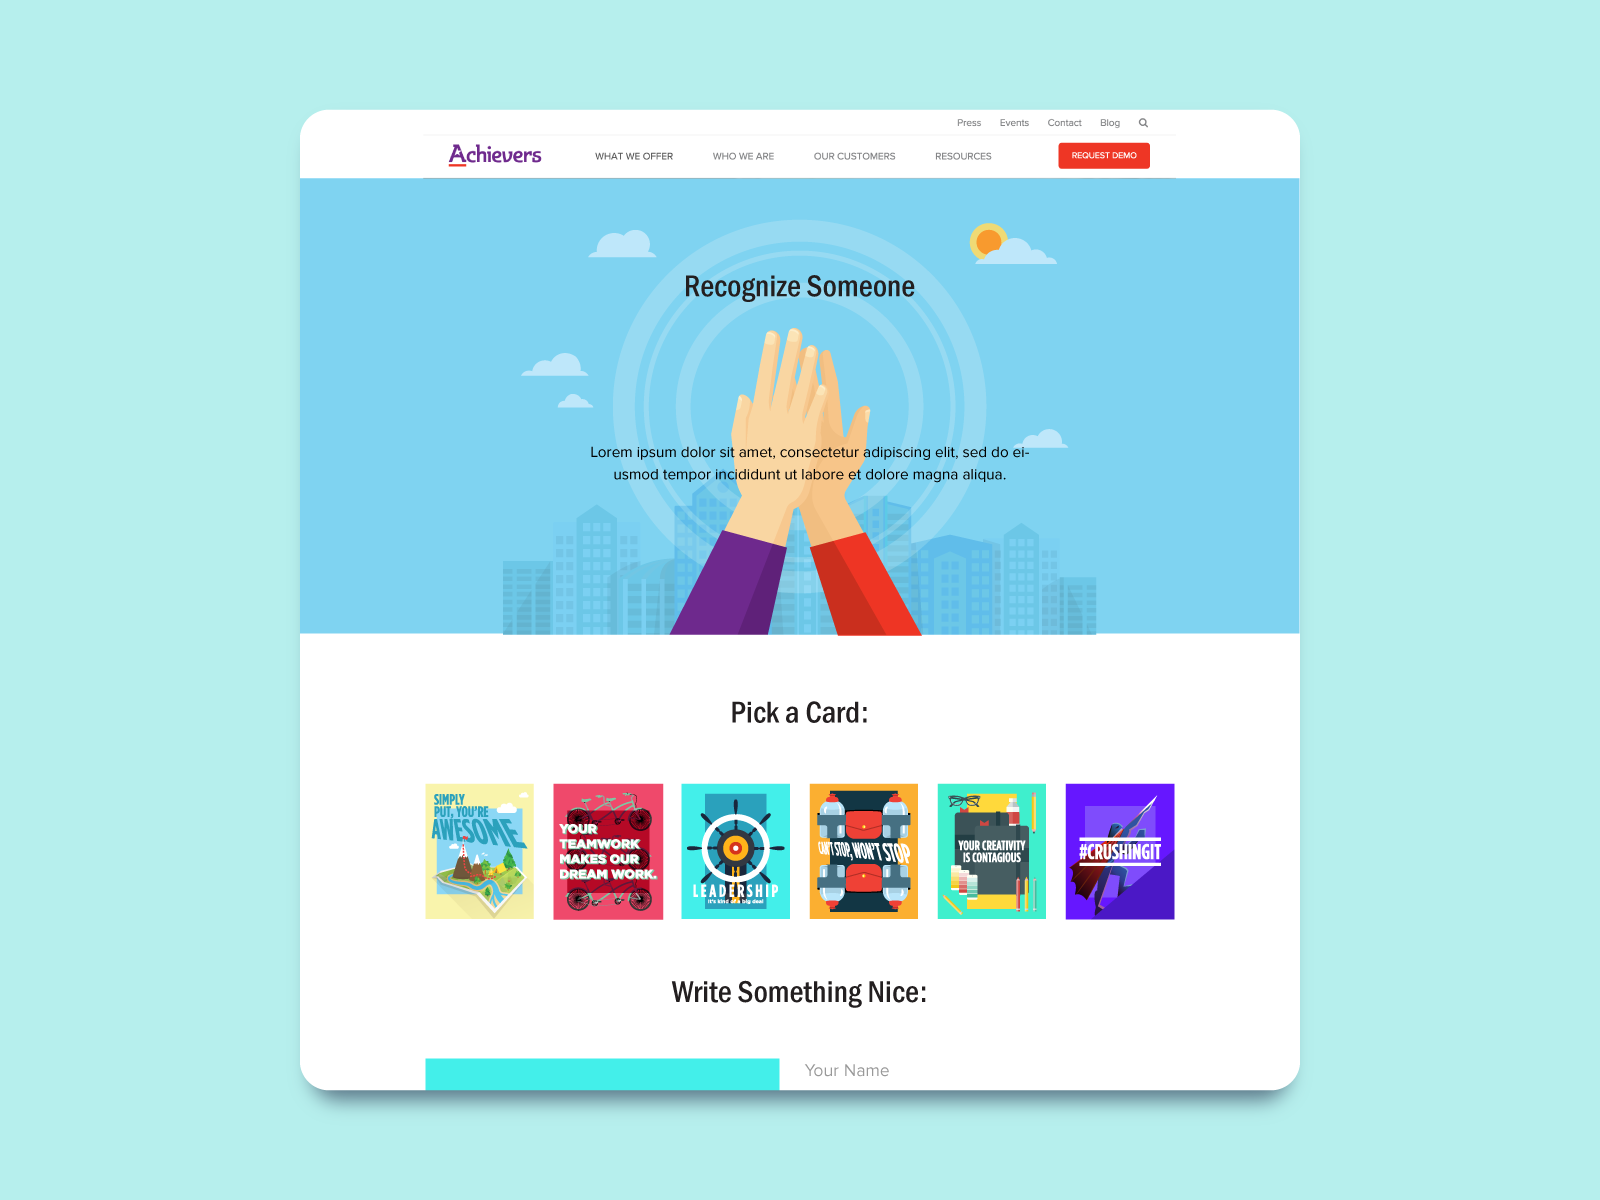 Press Events Contact Blog
Achievers WHAT WE OFFER WHO WE ARE OUR CUSTOMERS RESOURCES REQUEST DEMO
Recognize Someone
Lorem ipsum dolor sit amet, consectetur adipiscing elit, sed do ei-
usmod tempor incididunt ut labore et dolore magna aliqua.
Pick a Card:
SIMPLY
PUT, YOU'RE
AWESOME
YOUR
TEAMWORK
MAKES OUR
DREAM WORK.
LEADERSHIP
It's kind of a big deal
CAN'T STOP, WON'T STOP
YOUR CREATIVITY
IS CONTAGIOUS
#CRUSHINGIT
Write Something Nice:
Your Name